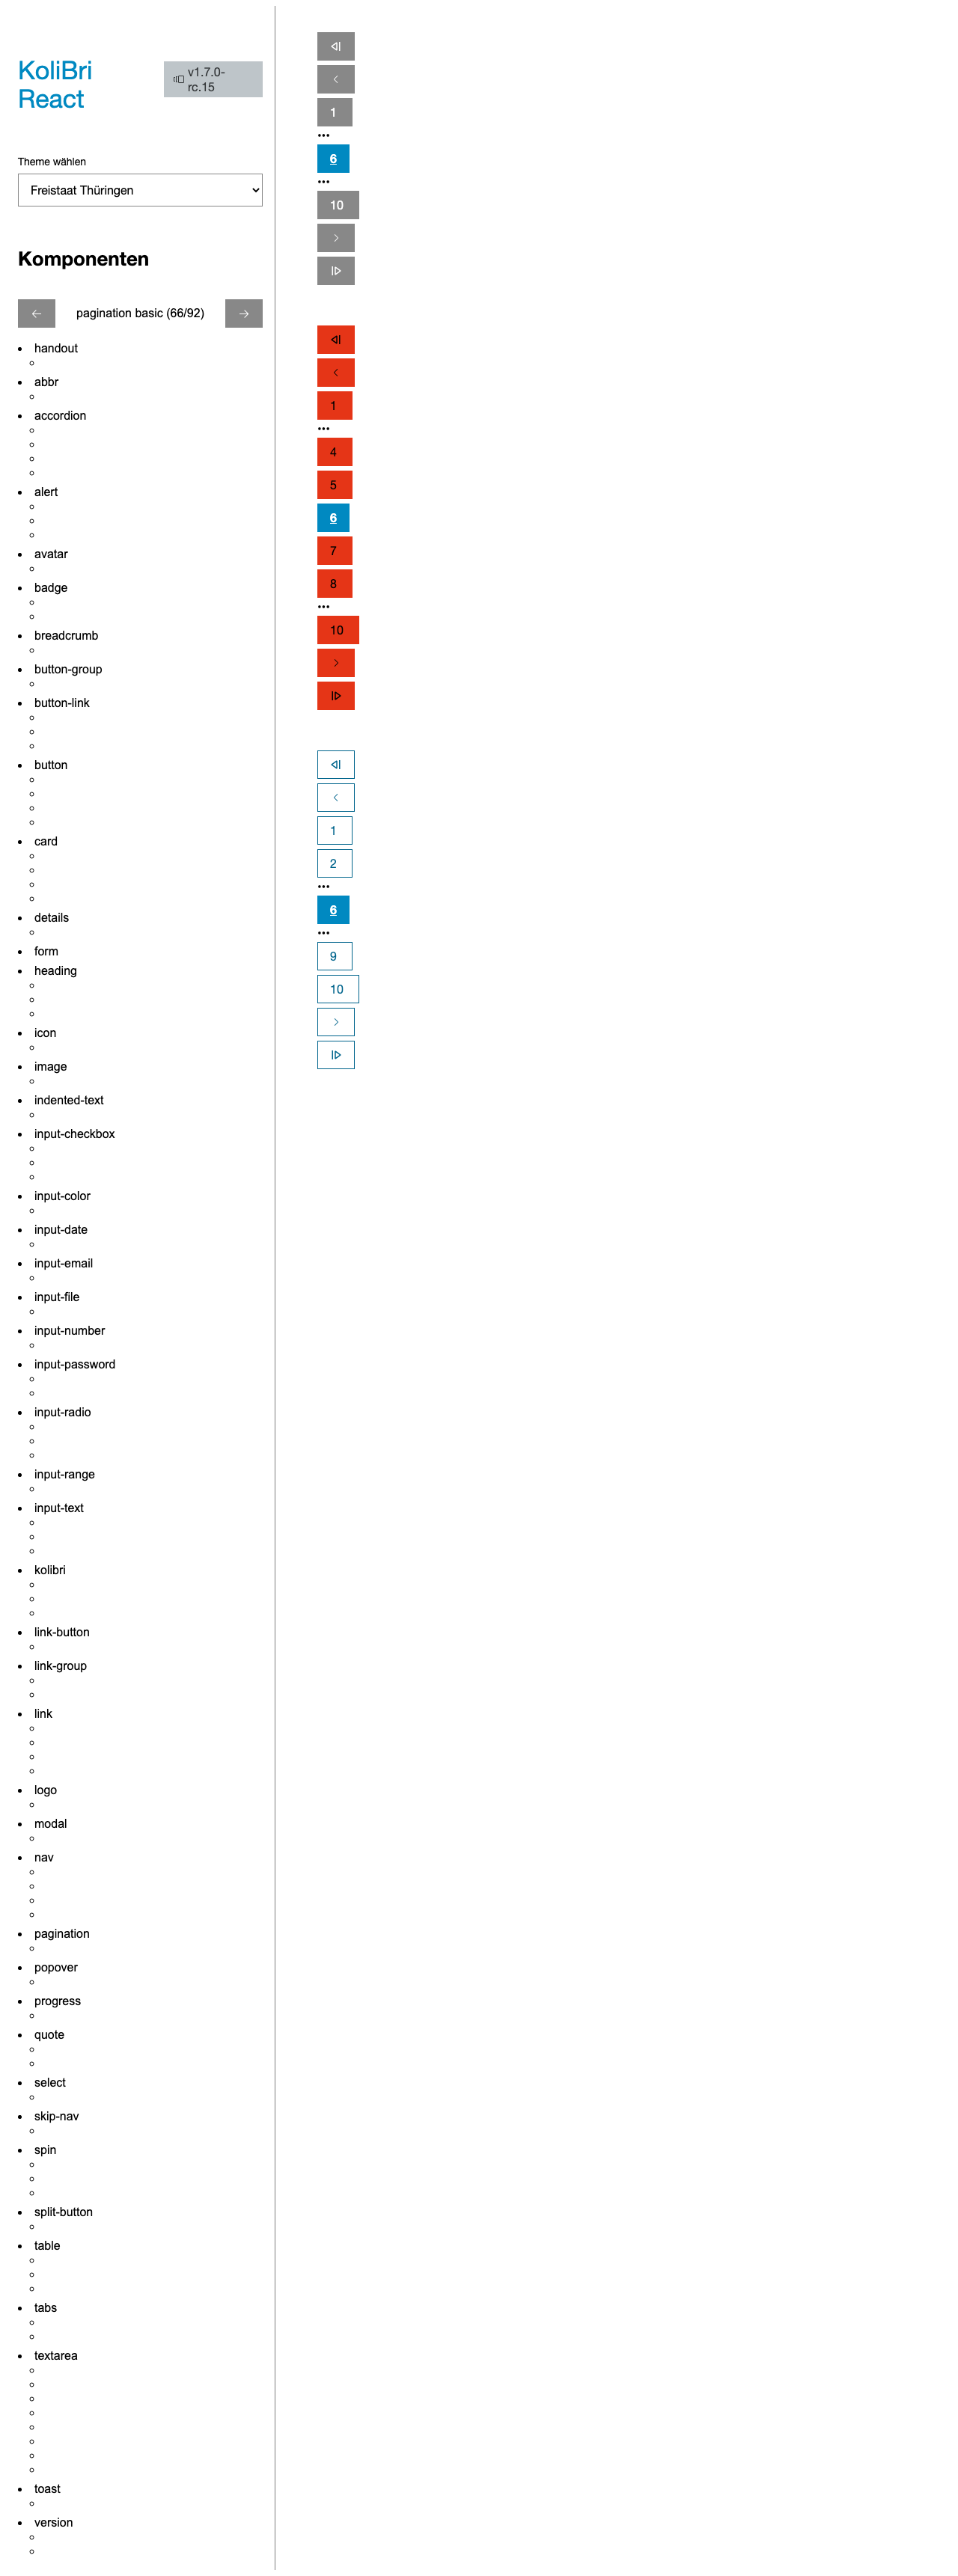 KoliBri
React
v1.7.0-
rc.15
Theme wählen
Freistaat Thüringen
Komponenten
pagination basic (66/92)
handout
abbr
accordion
alert
avatar
badge
breadcrumb
button-group
button-link
button
card
details
form
heading
icon
image
indented-text
input-checkbox
input-color
input-date
input-email
input-file
input-number
input-password
input-radio
input-range
input-text
kolibri
link-button
link-group
link
logo
modal
nav
pagination
popover
progress
quote
select
skip-nav
spin
split-button
table
tabs
textarea
toast
version
1
•••
6
•••
10
1
•••
4
5
6
7
8
•••
10
1
2
•••
6
•••
9
10